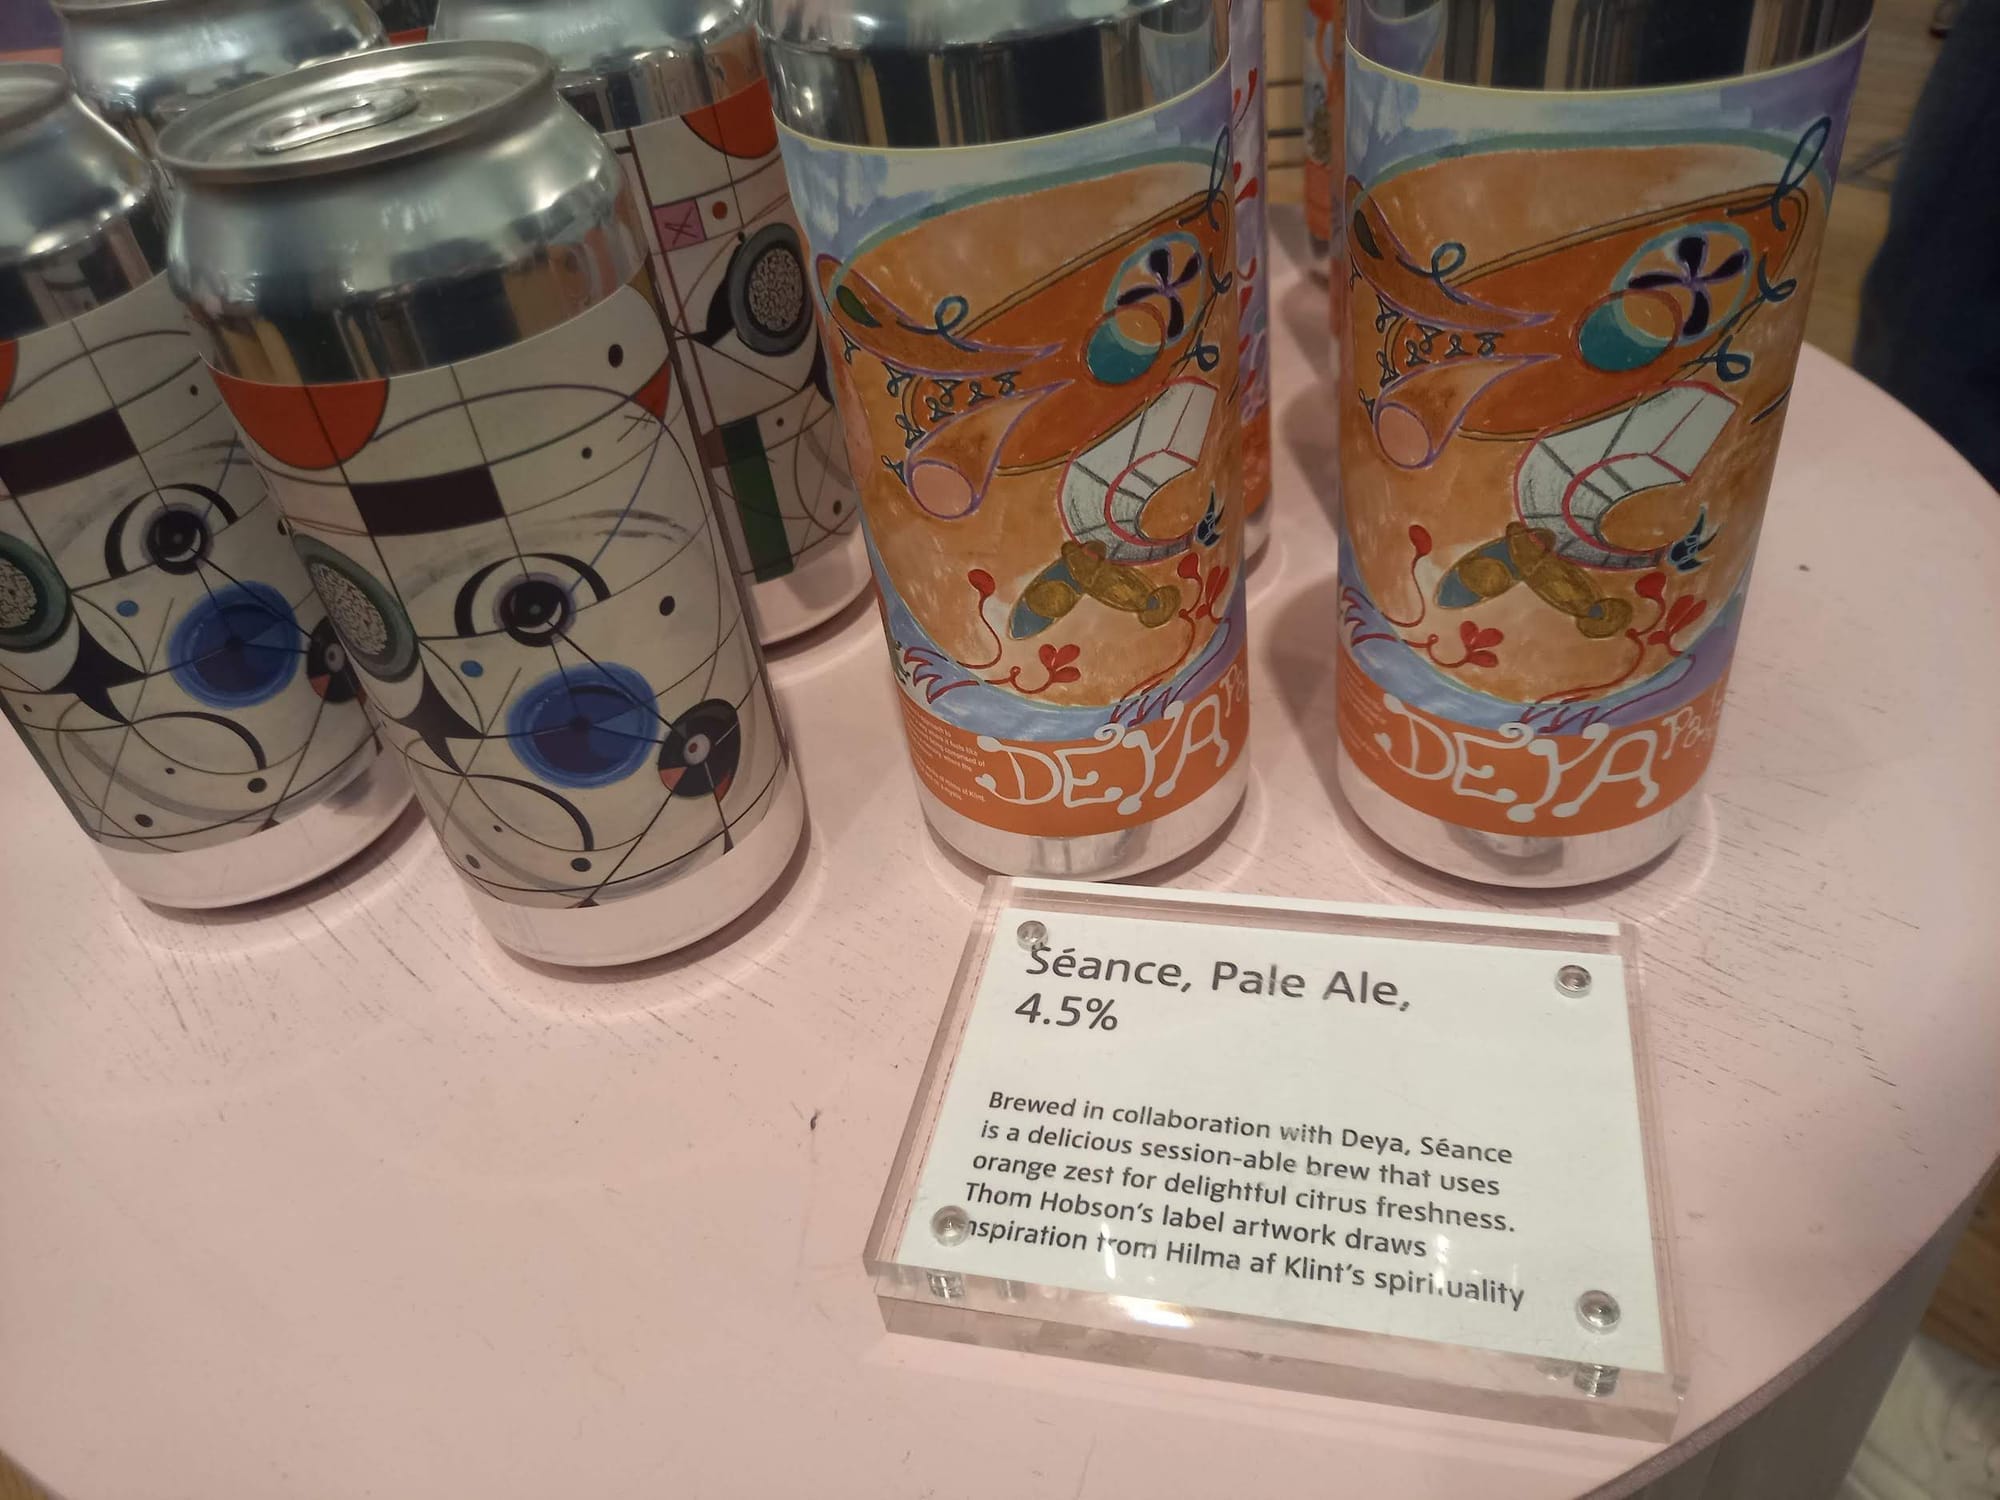 DEYA
DEYA
Séance, Pale Ale,
4.5%
Brewed in collaboration with Deya, Séance
is a delicious session-able brew that uses
orange zest for delightful citrus freshness.
Thom Hobson's label artwork draws
inspiration from Hilma af Klint's spirituality